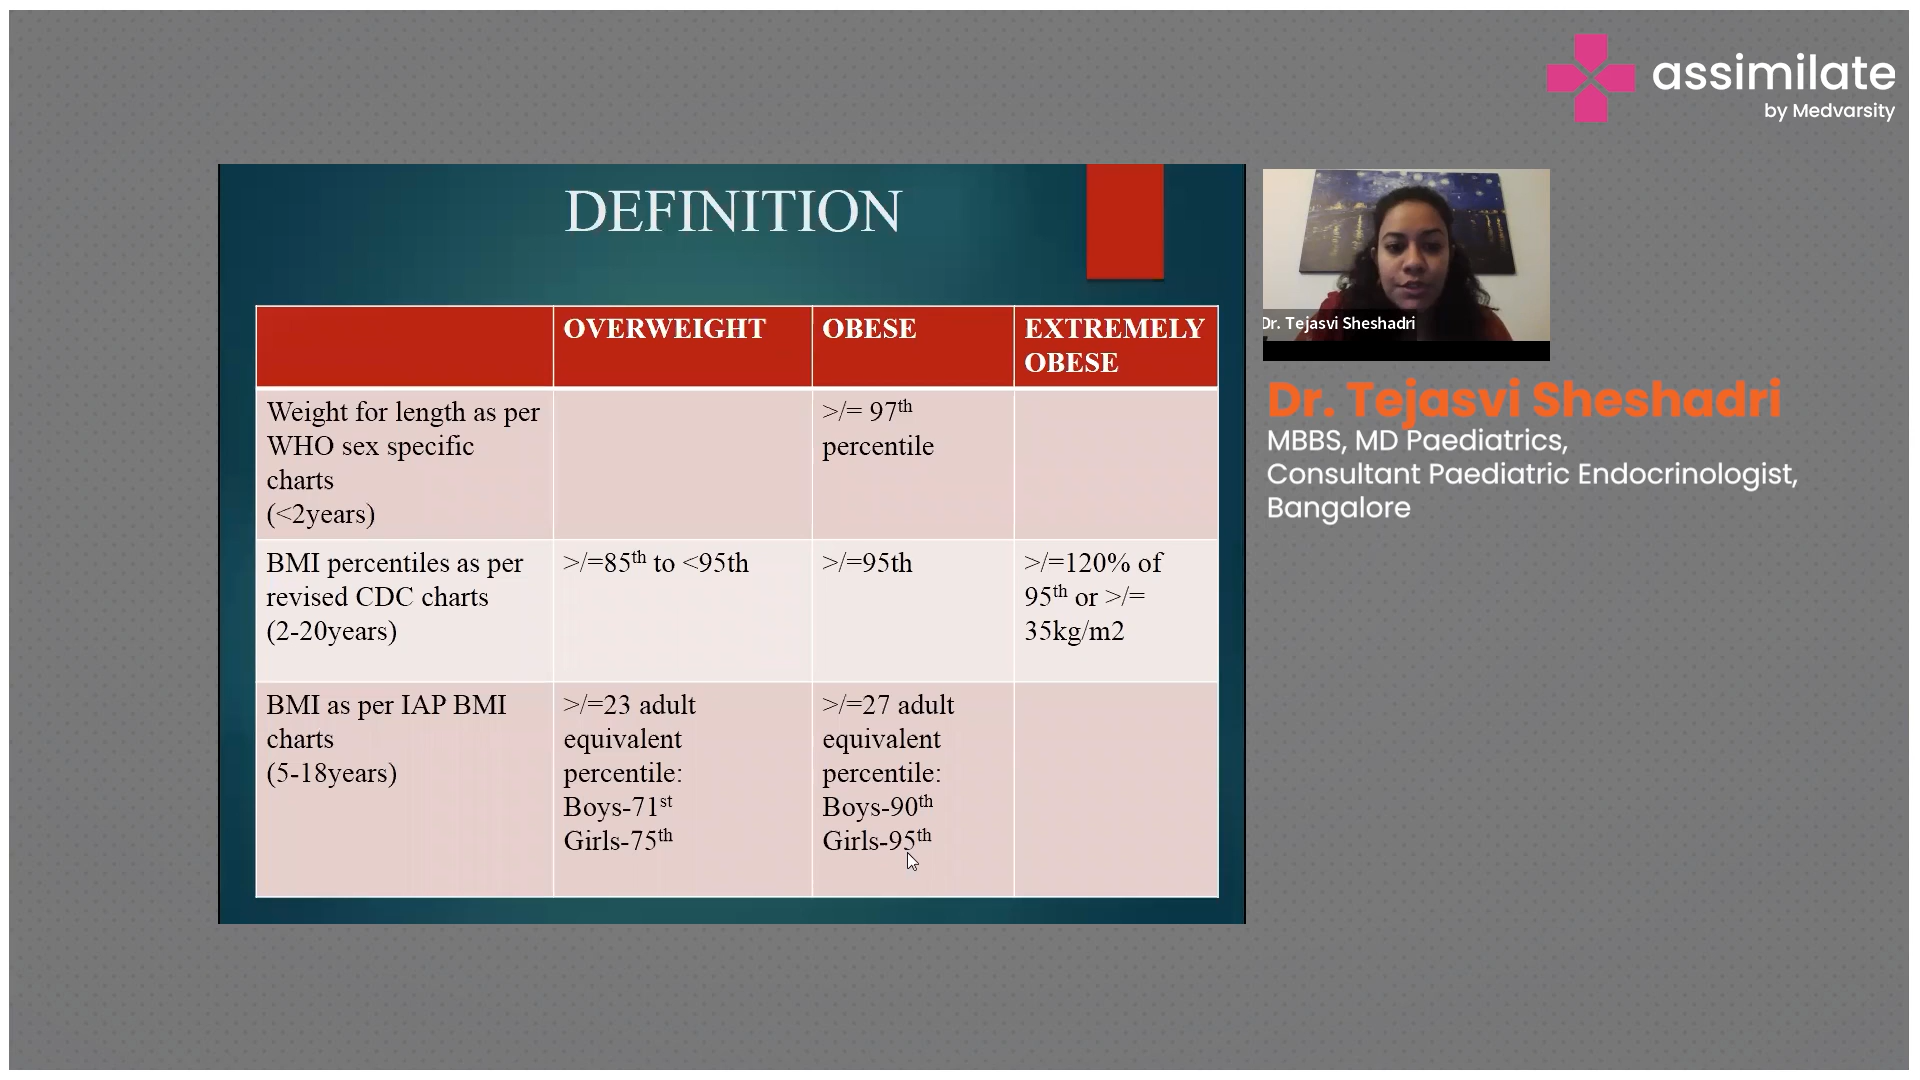 assimilate
by Medvarsity
DEFINITION
OVERWEIGHT
OBESE
EXTREMELY
OBESE
Weight for length as per
WHO sex specific
charts
(<2years)
>/= 97th
percentile
BMI percentiles as per
revised CDC charts
(2-20years)
>/=85th to <95th
>/=95th
>/=120% of
95th or >/=
35kg/m2
BMI as per IAP BMI
charts
(5-18years)
>/=23 adult
equivalent
percentile:
Boys-71st
Girls-75th
>/=27 adult
equivalent
percentile:
Boys-90th
Girls-95th
Dr. Tejasvi Sheshadri
Dr. Tejasvi Sheshadri
MBBS, MD Paediatrics,
Consultant Paediatric Endocrinologist,
Bangalore